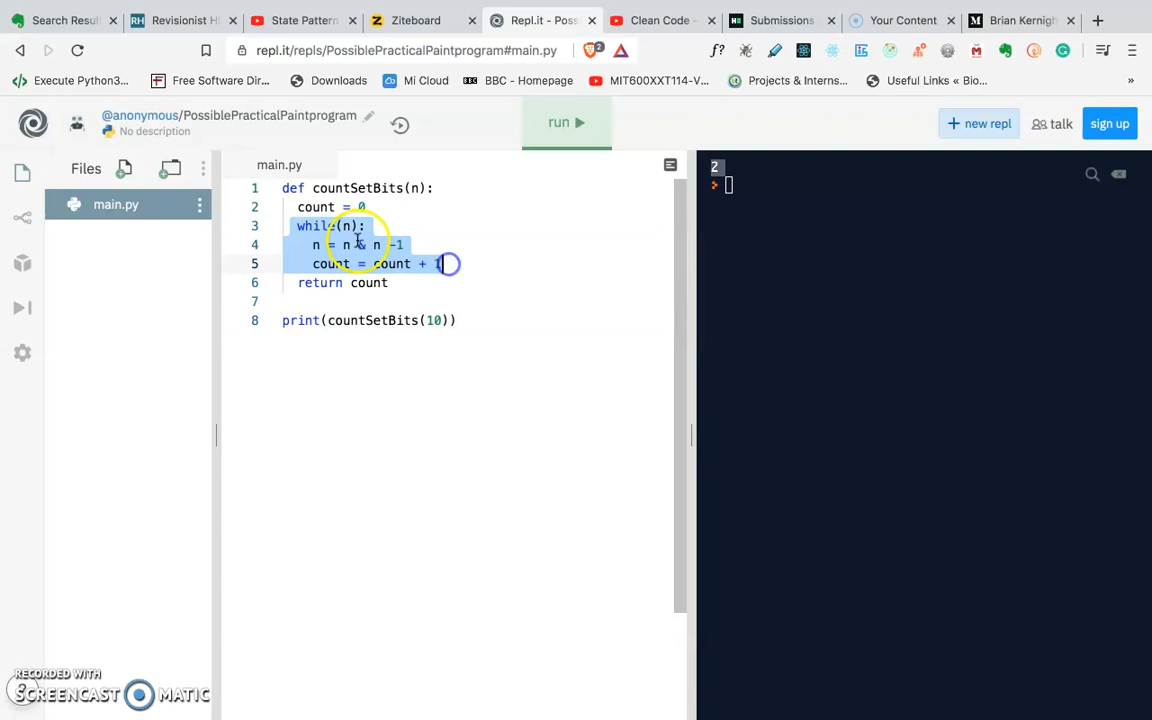 Search Result
Revisionist Hi
State Pattern
Ziteboard
Repl.it - Poss
Clean Code -
Submissions
Your Content
Brian Kernigh
repl.it/repls/PossiblePracticalPaintprogram#main.py
2
f?
Execute Python3...
Free Software Dir...
Downloads
Mi Cloud
BBC - Homepage
MIT600XXT114-V...
Projects & Interns...
Useful Links « Bio...
»
@anonymous/PossiblePracticalPaintprogram
No description
run
+ new repl
talk
sign up
Files
main.py
main.py
1 def countSetBits(n):
2 count = 0
3 while(n):
4 n = n & n -1
5 count = count + 1
6 return count
7
8 print(countSetBits(10))
2
RECORDED WITH
SCREENCAST MATIC